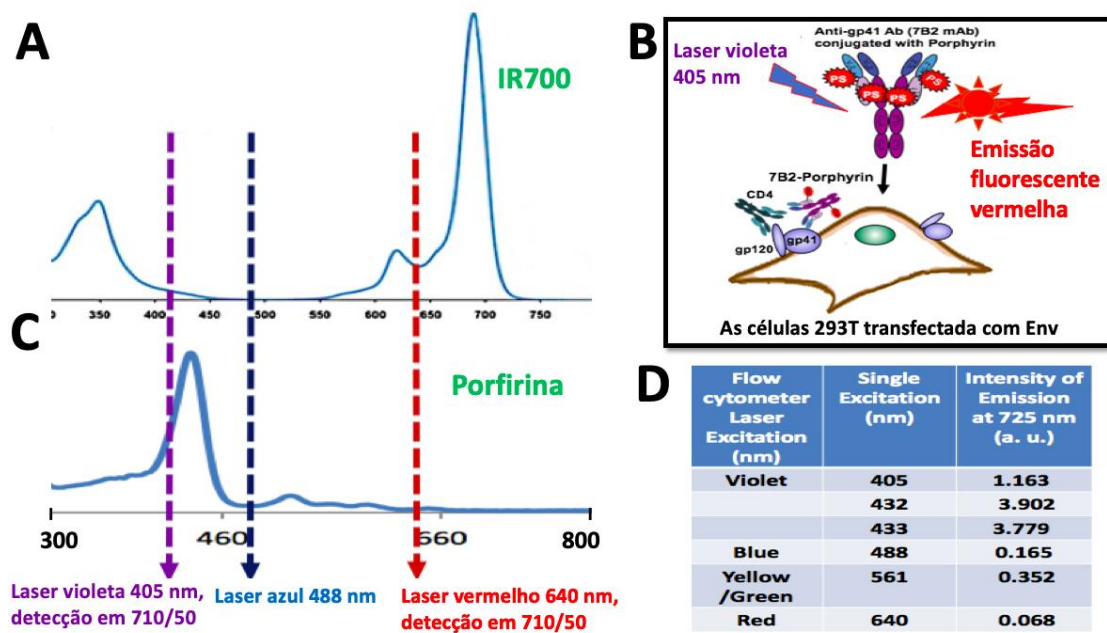 A
IR700
300
350
400
450
500
550
600
650
700
750
B
Anti-gp41 Ab (7B2 mAb)
conjugated with Porphyrin
Laser violeta
405 nm
PS
PS
PS
PS
Emissão
fluorescente
vermelha
7B2-Porphyrin
CD4
gp120
gp41
As células 293T transfectada com Env
C
Porfirina
300
460
660
800
Laser violeta 405 nm,
detecção em 710/50
Laser azul 488 nm
Laser vermelho 640 nm,
detecção em 710/50
D
Flow cytometer Laser Excitation (nm) Single Excitation (nm) Intensity of Emission at 725 nm (a. u.)
Violet 405 1.163
432 3.902
433 3.779
Blue 488 0.165
Yellow /Green 561 0.352
Red 640 0.068